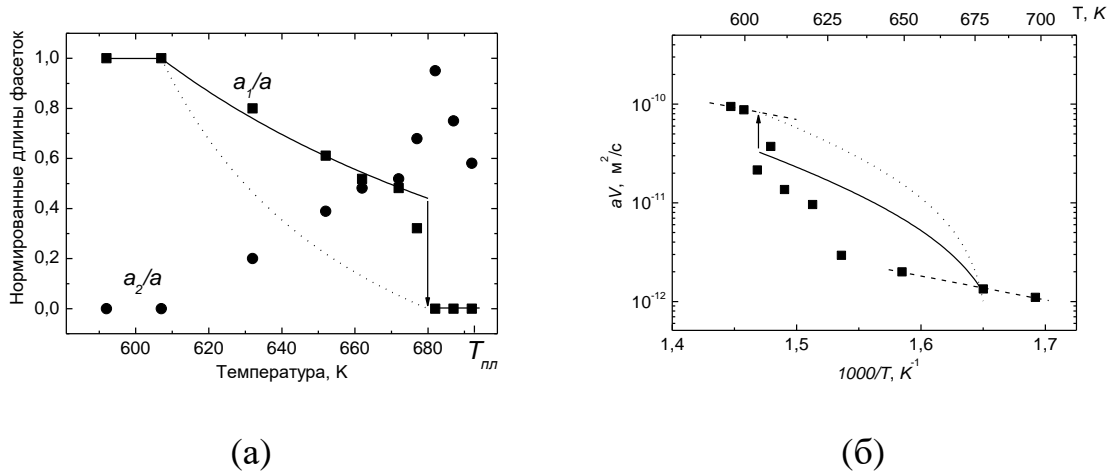 1,0
0,8
0,6
0,4
0,2
0,0
Нормированные длины фасеток
a₁/a
a₂/a
600 620 640 660 680 Tпл
Температура, K
(а)
600 625 650 675 700 T, K
10⁻¹⁰
10⁻¹¹
10⁻¹²
aV, м²/с
1,4 1,5 1,6 1,7
1000/T, K⁻¹
(б)